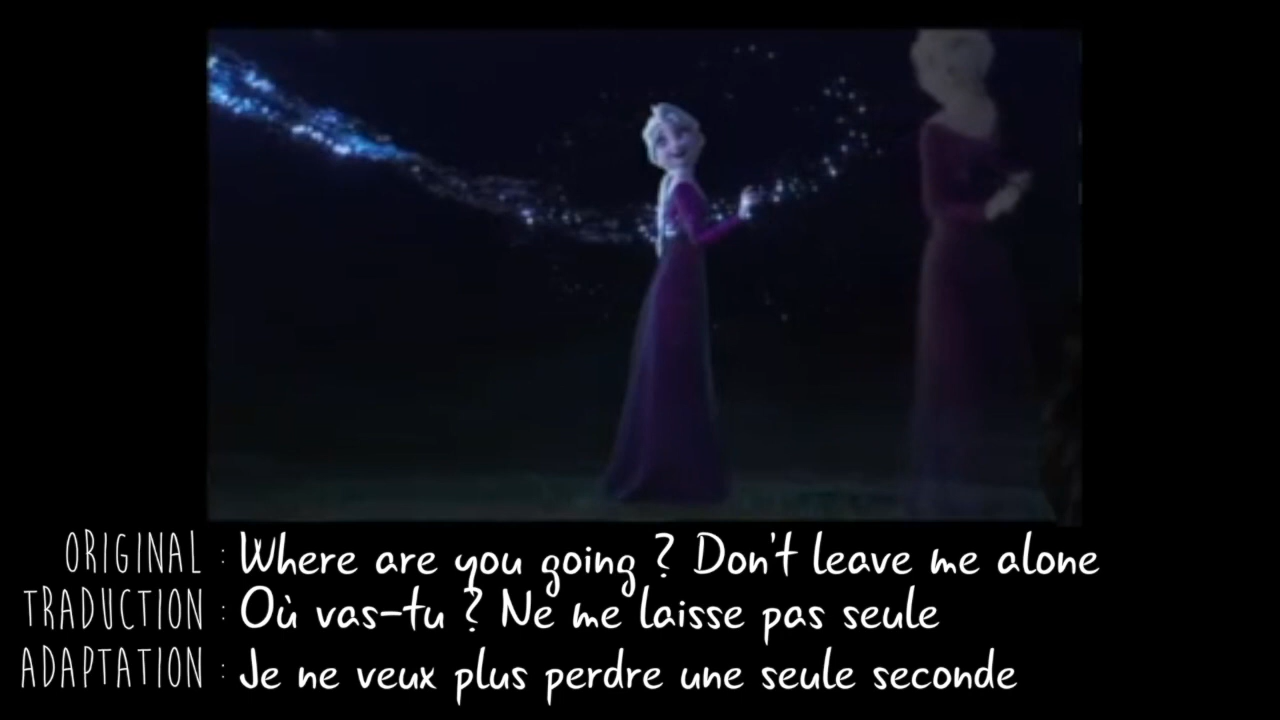 ORIGINAL : Where are you going ? Don't leave me alone
TRADUCTION : Où vas-tu ? Ne me laisse pas seule
ADAPTATION : Je ne veux plus perdre une seule seconde